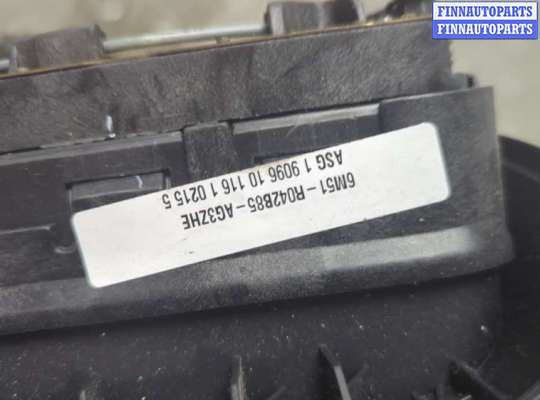 FINNAUTOPARTS
FINNAUTOPARTS
6M51-R042B85-AG3ZHE
ASG 1 9096 10 116 1 0215 5